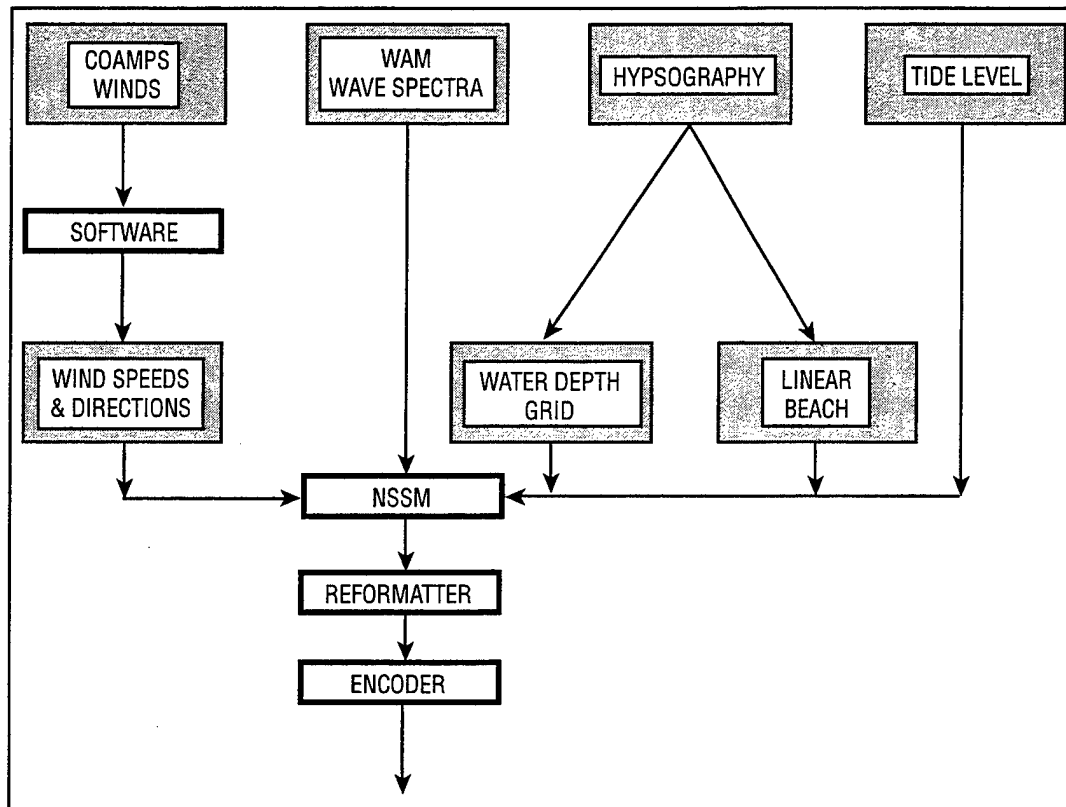 COAMPS
WINDS
WAM
WAVE SPECTRA
HYPSOGRAPHY
TIDE LEVEL
SOFTWARE
WIND SPEEDS
& DIRECTIONS
WATER DEPTH
GRID
LINEAR
BEACH
NSSM
REFORMATTER
ENCODER